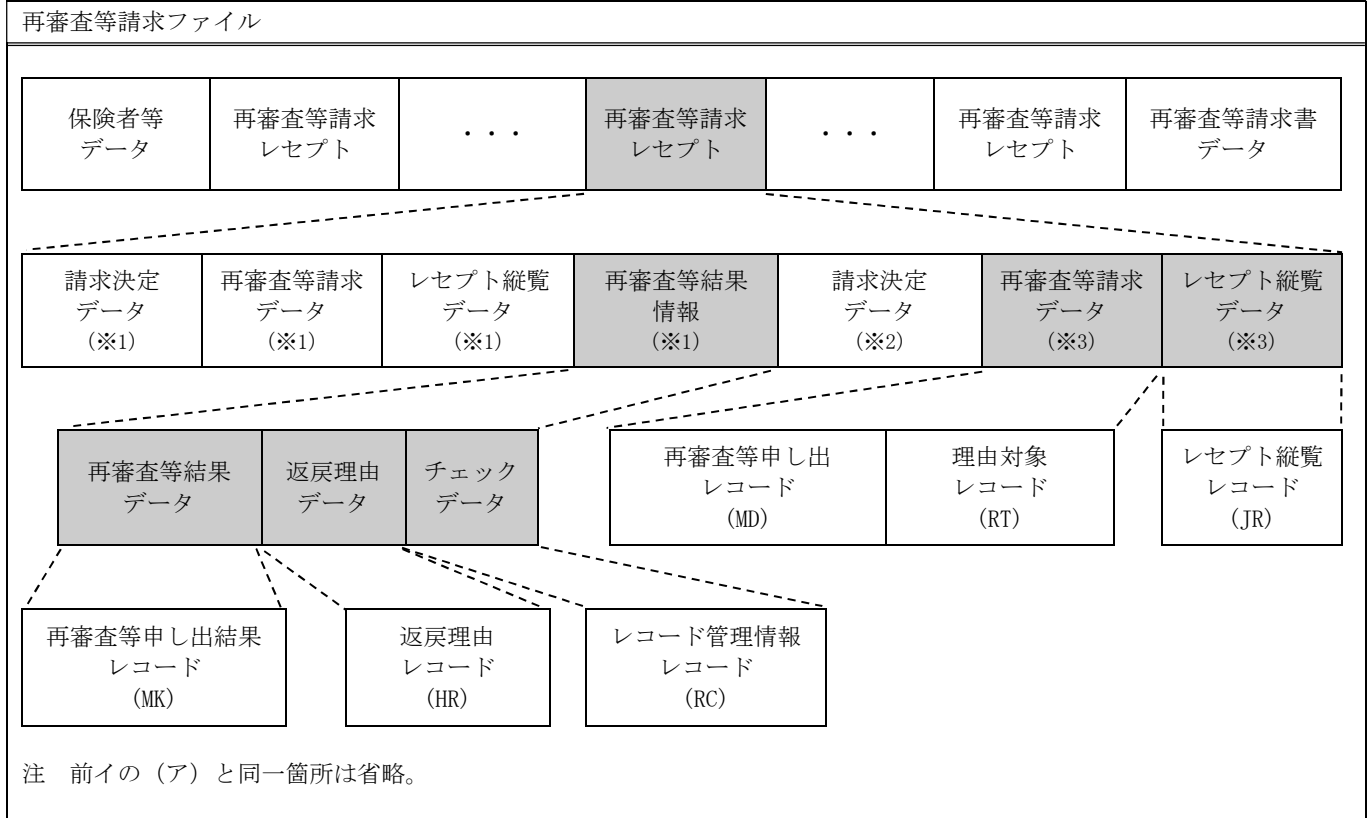 再審査等請求ファイル
保険者等
データ
再審査等請求
レセプト
・・・
再審査等請求
レセプト
・・・
再審査等請求
レセプト
再審査等請求書
データ
請求決定
データ
(※1)
再審査等請求
データ
(※1)
レセプト縦覧
データ
(※1)
再審査等結果
情報
(※1)
請求決定
データ
(※2)
再審査等請求
データ
(※3)
レセプト縦覧
データ
(※3)
再審査等結果
データ
返戻理由
データ
チェック
データ
再審査等申し出
レコード
(MD)
理由対象
レコード
(RT)
レセプト縦覧
レコード
(JR)
再審査等申し出結果
レコード
(MK)
返戻理由
レコード
(HR)
レコード管理情報
レコード
(RC)
注　前イの（ア）と同一箇所は省略。